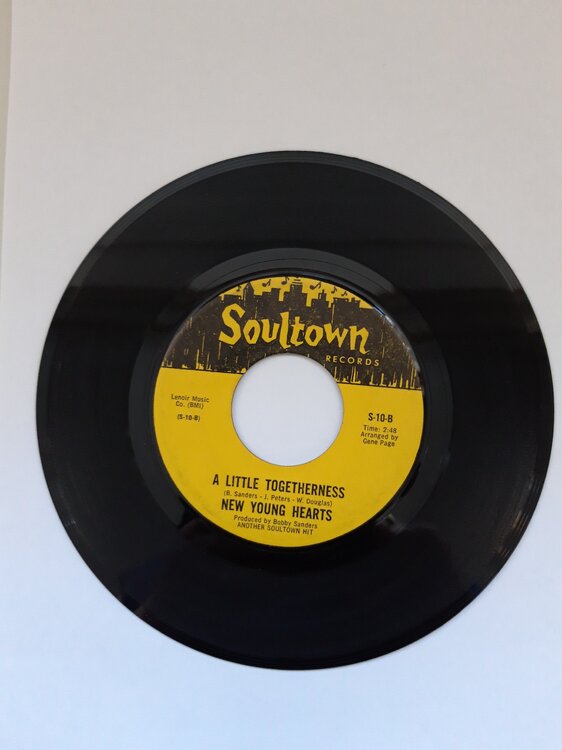 Soultown
RECORDS
Lenoir Music
Co. (BMI)
(S-10-B)
S-10-B
Time: 2:48
Arranged by
Gene Page
A LITTLE TOGETHERNESS
(B. Sanders - J. Peters - W. Douglas)
NEW YOUNG HEARTS
Produced by Bobby Sanders
ANOTHER SOULTOWN HIT